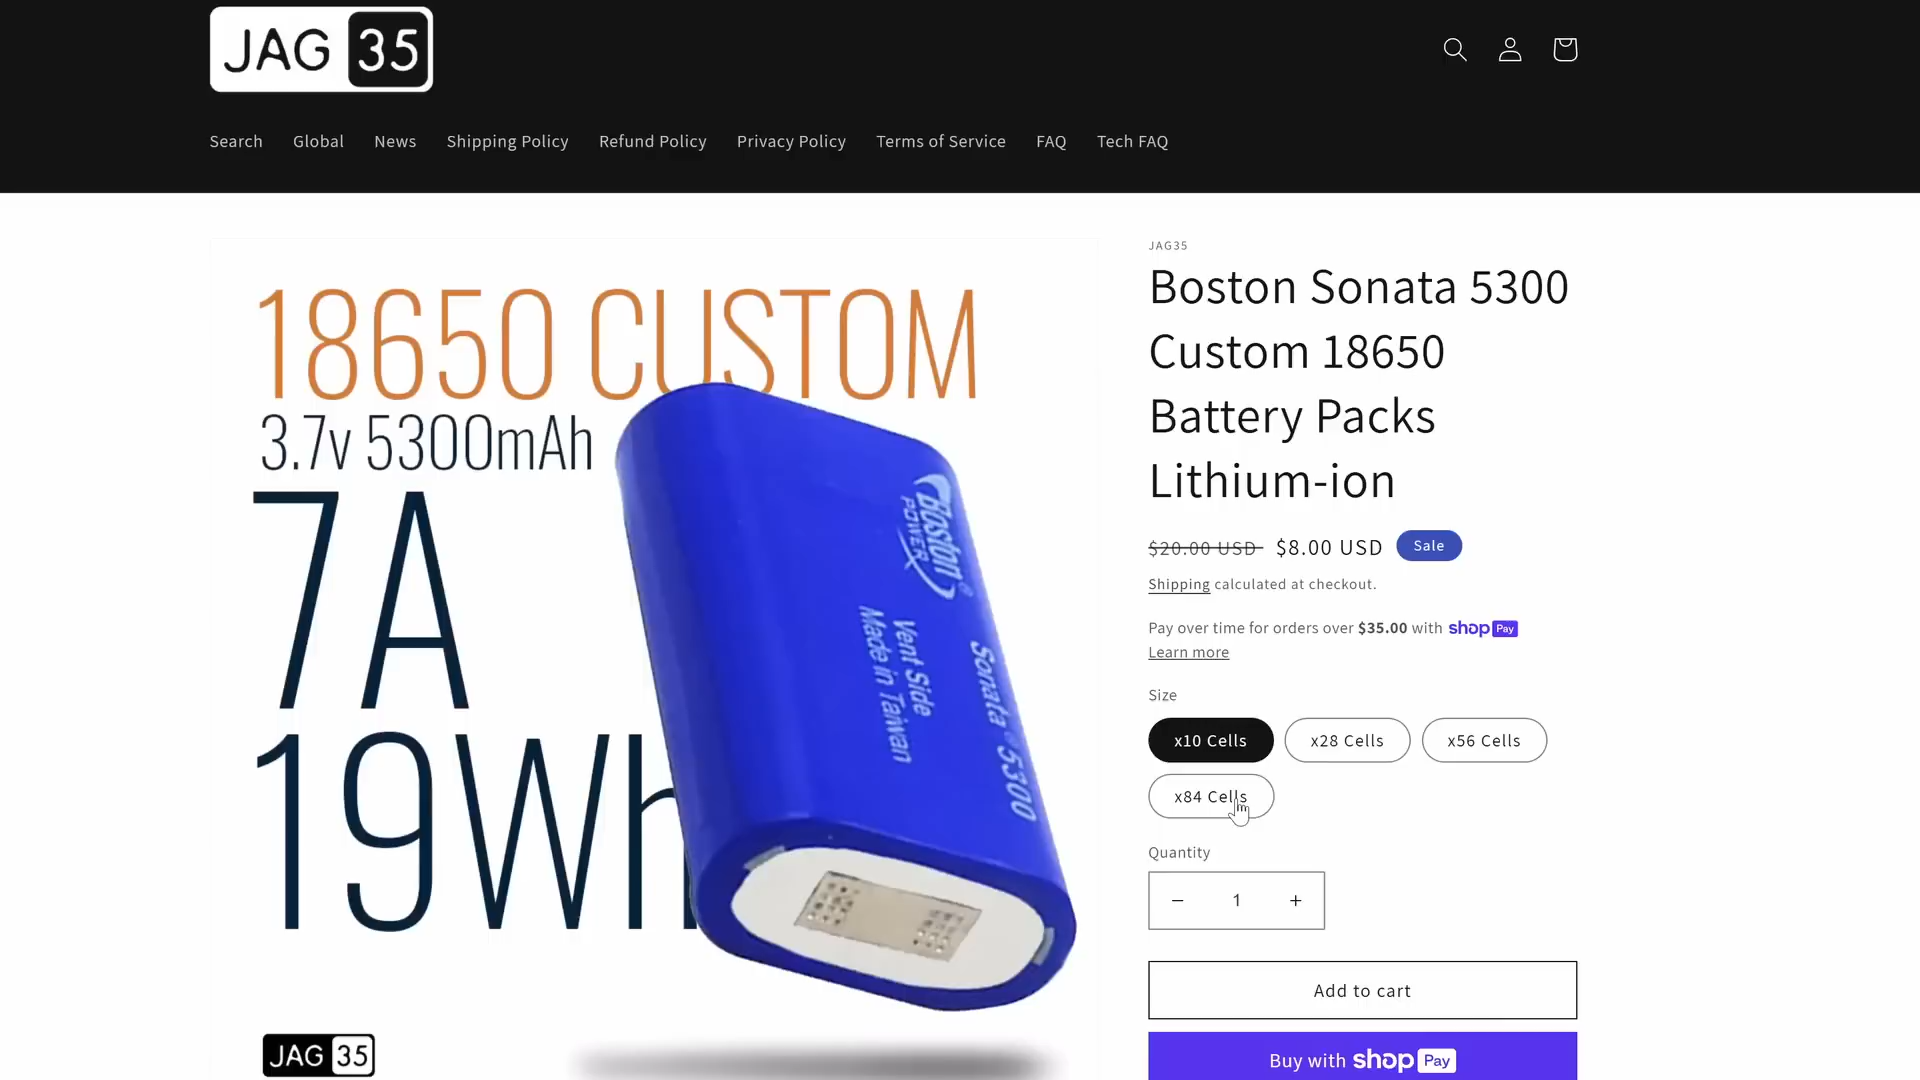 JAG 35
Search Global News Shipping Policy Refund Policy Privacy Policy Terms of Service FAQ Tech FAQ
18650 CUSTOM
3.7v 5300mAh
7A
19Wh
Boston
POWER
Vent Side
Made in Taiwan
Sonata® 5300
JAG 35
JAG35
Boston Sonata 5300
Custom 18650
Battery Packs
Lithium-ion
$20.00 USD $8.00 USD Sale
Shipping calculated at checkout.
Pay over time for orders over $35.00 with shop Pay
Learn more
Size
x10 Cells x28 Cells x56 Cells
x84 Cells
Quantity
− 1 +
Add to cart
Buy with shop Pay